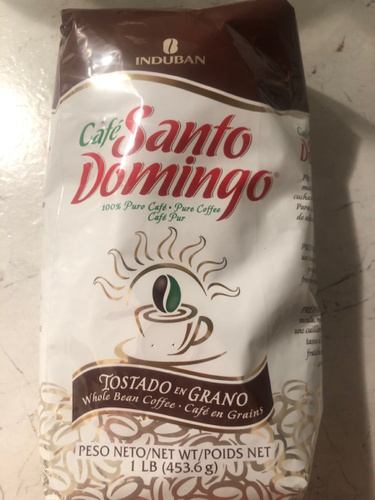 INDUBAN
Café Santo
Domingo®
100% Puro Café • Pure Coffee
Café Pur
TOSTADO EN GRANO
Whole Bean Coffee • Café en Grains
PESO NETO/NET WT/POIDS NET
1 LB (453.6 g)